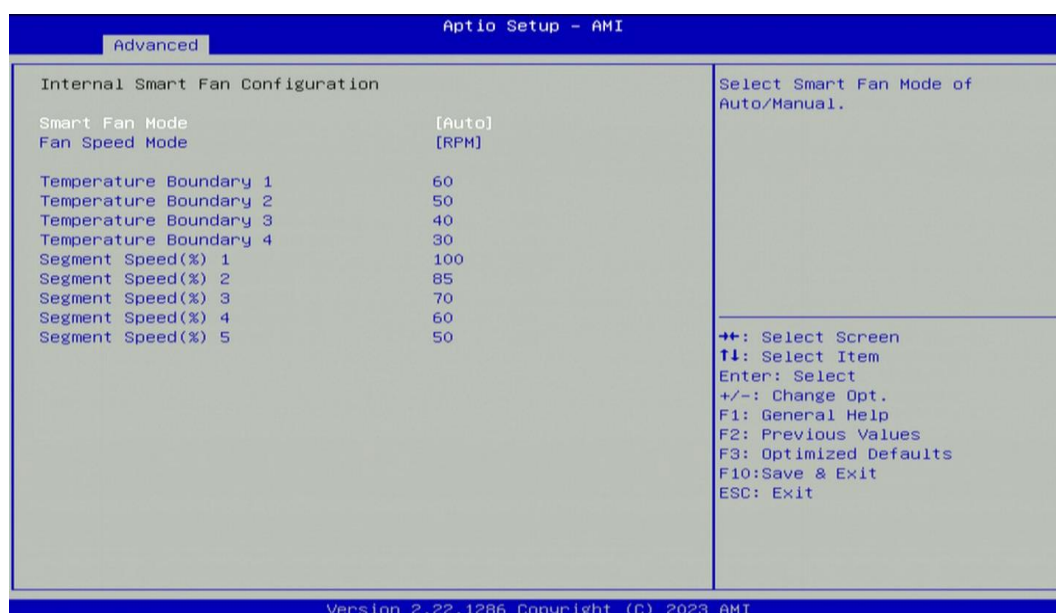 Aptio Setup – AMI
Advanced
Internal Smart Fan Configuration
Smart Fan Mode [Auto]
Fan Speed Mode [RPM]
Temperature Boundary 1 60
Temperature Boundary 2 50
Temperature Boundary 3 40
Temperature Boundary 4 30
Segment Speed(%) 1 100
Segment Speed(%) 2 85
Segment Speed(%) 3 70
Segment Speed(%) 4 60
Segment Speed(%) 5 50
Select Smart Fan Mode of
Auto/Manual.
→←: Select Screen
↑↓: Select Item
Enter: Select
+/-: Change Opt.
F1: General Help
F2: Previous Values
F3: Optimized Defaults
F10:Save & Exit
ESC: Exit
Version 2.22.1286 Copyright (C) 2023 AMI